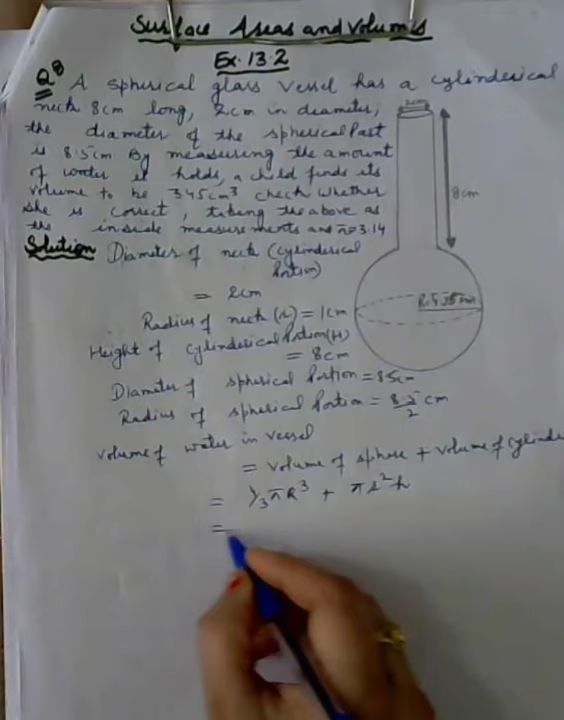 Surface Areas and Volumes
Ex. 13.2
Q8 A spherical glass vessel has a cylinderical
neck 8cm long, 2cm in diameter,
the diameter of the spherical Part
is 8.5cm By measuring the amount
of water it holds, a child finds its
volume to be 345cm³ check whether
she is correct, taking the above as
the inside measurements and π=3.14
8cm
Solution Diameter of neck (cylinderical
Portion)
= 2cm
Radius of neck (r) = 1cm
Height of cylinderical Portion (H)
= 8cm
Diameter of spherical Portion = 8.5cm
Radius of spherical Portion = 8.5/2 cm
Volume of water in vessel
= Volume of sphere + Volume of cylinder
= 4/3 πR³ + πr²h
=